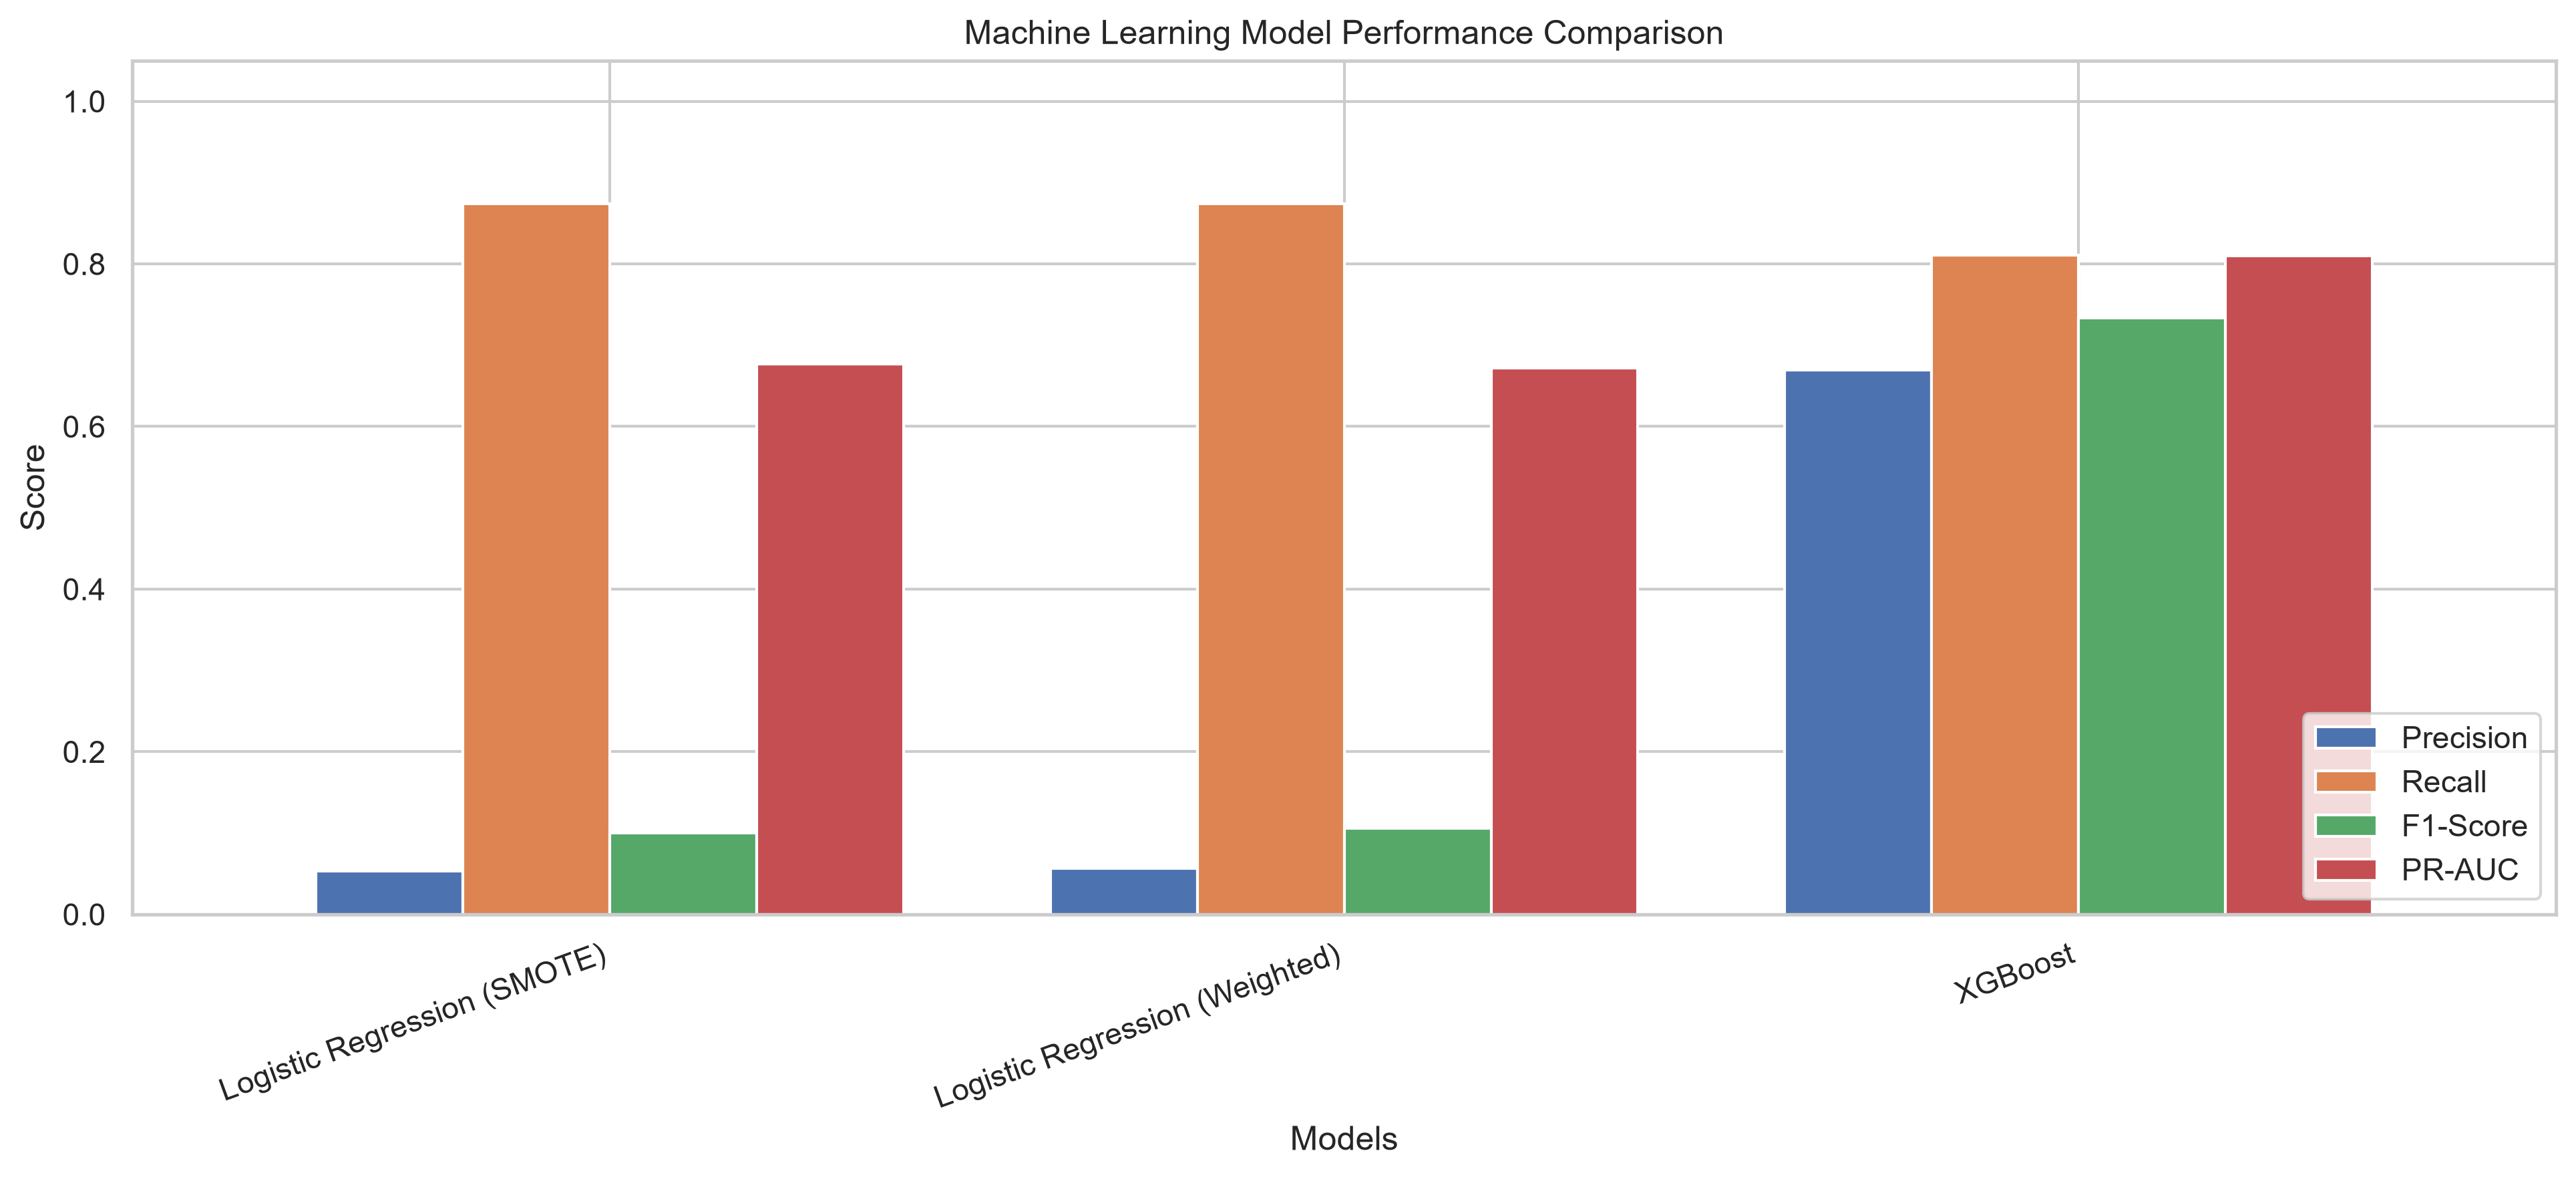 Machine Learning Model Performance Comparison
1.0
0.8
0.6
0.4
0.2
0.0
Score
Precision
Recall
F1-Score
PR-AUC
Logistic Regression (SMOTE)
Logistic Regression (Weighted)
XGBoost
Models